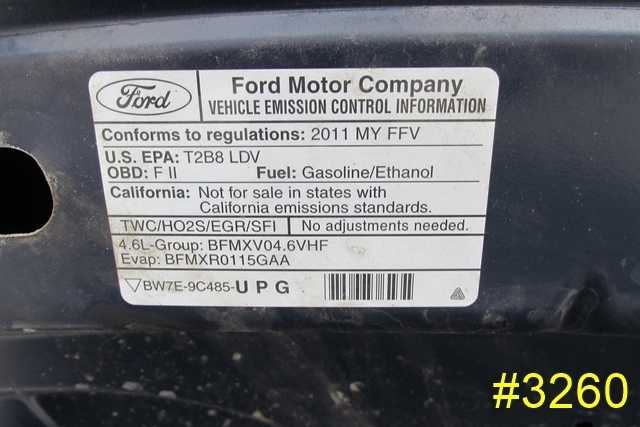 Ford
Ford Motor Company
VEHICLE EMISSION CONTROL INFORMATION
Conforms to regulations: 2011 MY FFV
U.S. EPA: T2B8 LDV
OBD: F II Fuel: Gasoline/Ethanol
California: Not for sale in states with
California emissions standards.
TWC/HO2S/EGR/SFI No adjustments needed.
4.6L-Group: BFMXV04.6VHF
Evap: BFMXR0115GAA
BW7E-9C485-U P G
#3260